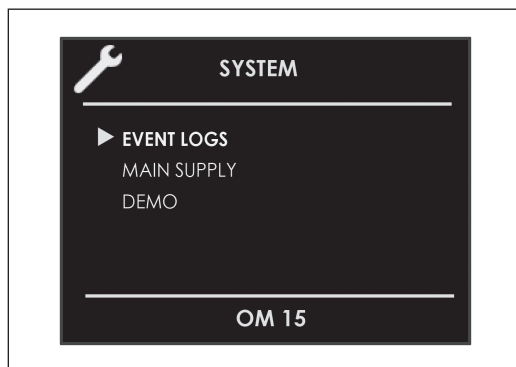 SYSTEM
EVENT LOGS
MAIN SUPPLY
DEMO
OM 15